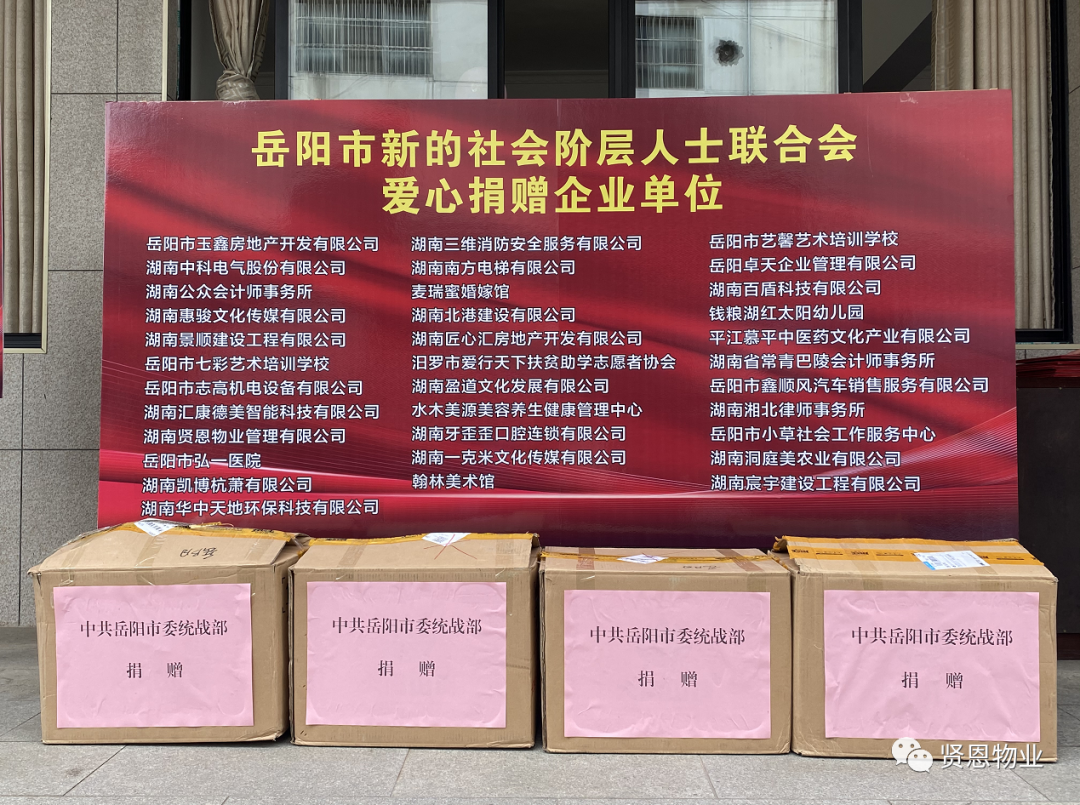 岳阳市新的社会阶层人士联合会
爱心捐赠企业单位
岳阳市玉鑫房地产开发有限公司
湖南中科电气股份有限公司
湖南公众会计师事务所
湖南惠骏文化传媒有限公司
湖南景顺建设工程有限公司
岳阳市七彩艺术培训学校
岳阳市志高机电设备有限公司
湖南汇康德美智能科技有限公司
湖南贤恩物业管理有限公司
岳阳市弘一医院
湖南凯博杭萧有限公司
湖南华中天地环保科技有限公司
湖南三维消防安全服务有限公司
湖南南方电梯有限公司
麦瑞蜜婚嫁馆
湖南北港建设有限公司
湖南匠心汇房地产开发有限公司
汨罗市爱行天下扶贫助学志愿者协会
湖南盈道文化发展有限公司
水木美源美容养生健康管理中心
湖南牙歪歪口腔连锁有限公司
湖南一克米文化传媒有限公司
翰林美术馆
岳阳市艺馨艺术培训学校
岳阳卓天企业管理有限公司
湖南百盾科技有限公司
钱粮湖红太阳幼儿园
平江慕平中医药文化产业有限公司
湖南省常青巴陵会计师事务所
岳阳市鑫顺风汽车销售服务有限公司
湖南湘北律师事务所
岳阳市小草社会工作服务中心
湖南洞庭美农业有限公司
湖南宸宇建设工程有限公司
中共岳阳市委统战部
捐 赠
中共岳阳市委统战部
捐 赠
中共岳阳市委统战部
捐 赠
中共岳阳市委统战部
捐 赠
贤恩物业